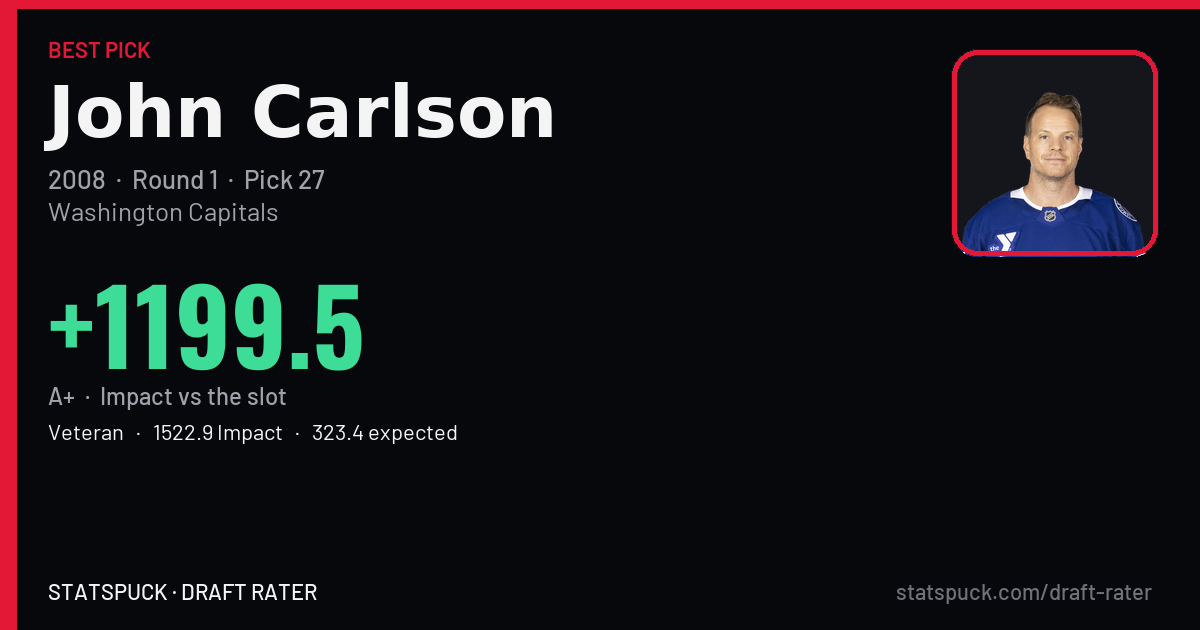 BEST PICK
John Carlson
2008 · Round 1 · Pick 27
Washington Capitals
the
+1199.5
A+ · Impact vs the slot
Veteran · 1522.9 Impact · 323.4 expected
STATSPUCK · DRAFT RATER
statspuck.com/draft-rater